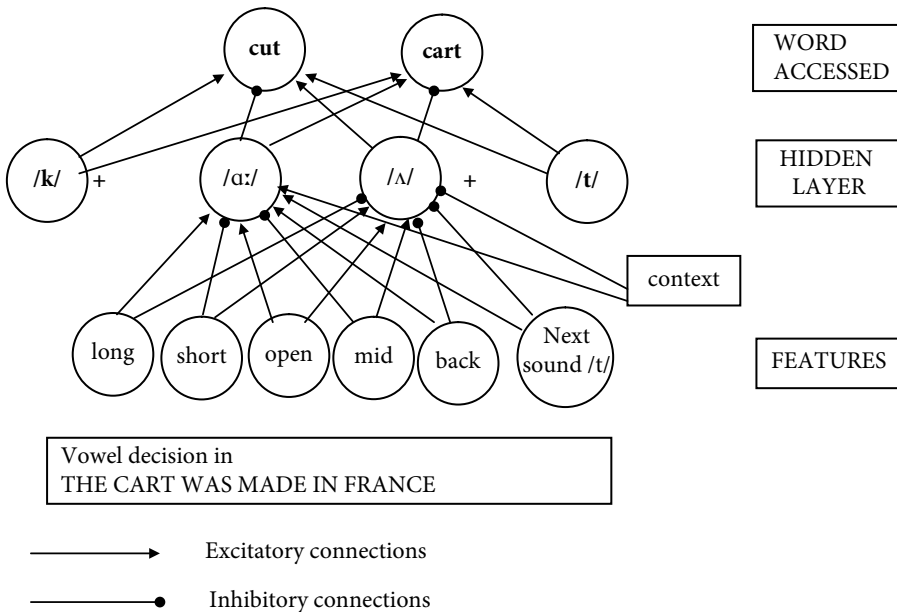 cut
cart
WORD
ACCESSED
/k/
+
/ɑː/
/ʌ/
+
/t/
HIDDEN
LAYER
context
long
short
open
mid
back
Next
sound /t/
FEATURES
Vowel decision in
THE CART WAS MADE IN FRANCE
Excitatory connections
Inhibitory connections